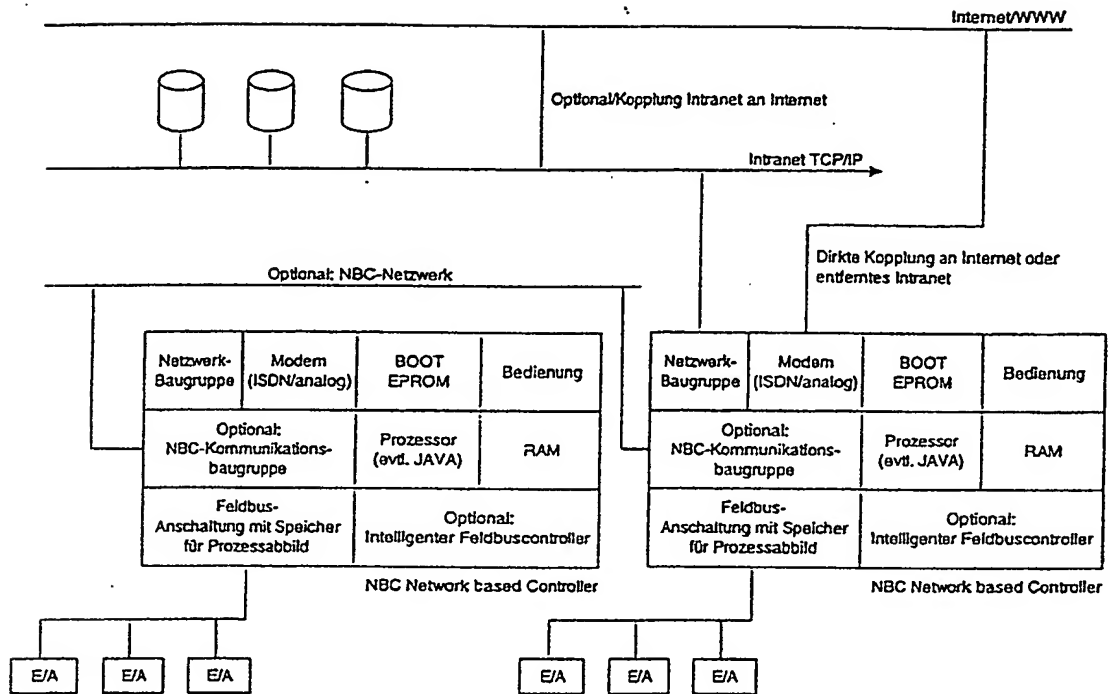 Internet/WWW
Optional/Kopplung Intranet an Internet
Intranet TCP/IP
Dirkte Kopplung an Internet oder
entferntes Intranet
Optional: NBC-Netzwerk
Netzwerk-
Baugruppe
Modem
(ISDN/analog)
BOOT
EPROM
Bedienung
Optional:
NBC-Kommunikations-
baugruppe
Prozessor
(evtl. JAVA)
RAM
Feldbus-
Anschaltung mit Speicher
für Prozessabbild
Optional:
Intelligenter Feldbuscontroller
NBC Network based Controller
Netzwerk-
Baugruppe
Modem
(ISDN/analog)
BOOT
EPROM
Bedienung
Optional:
NBC-Kommunikations-
baugruppe
Prozessor
(evtl. JAVA)
RAM
Feldbus-
Anschaltung mit Speicher
für Prozessabbild
Optional:
Intelligenter Feldbuscontroller
NBC Network based Controller
E/A
E/A
E/A
E/A
E/A
E/A